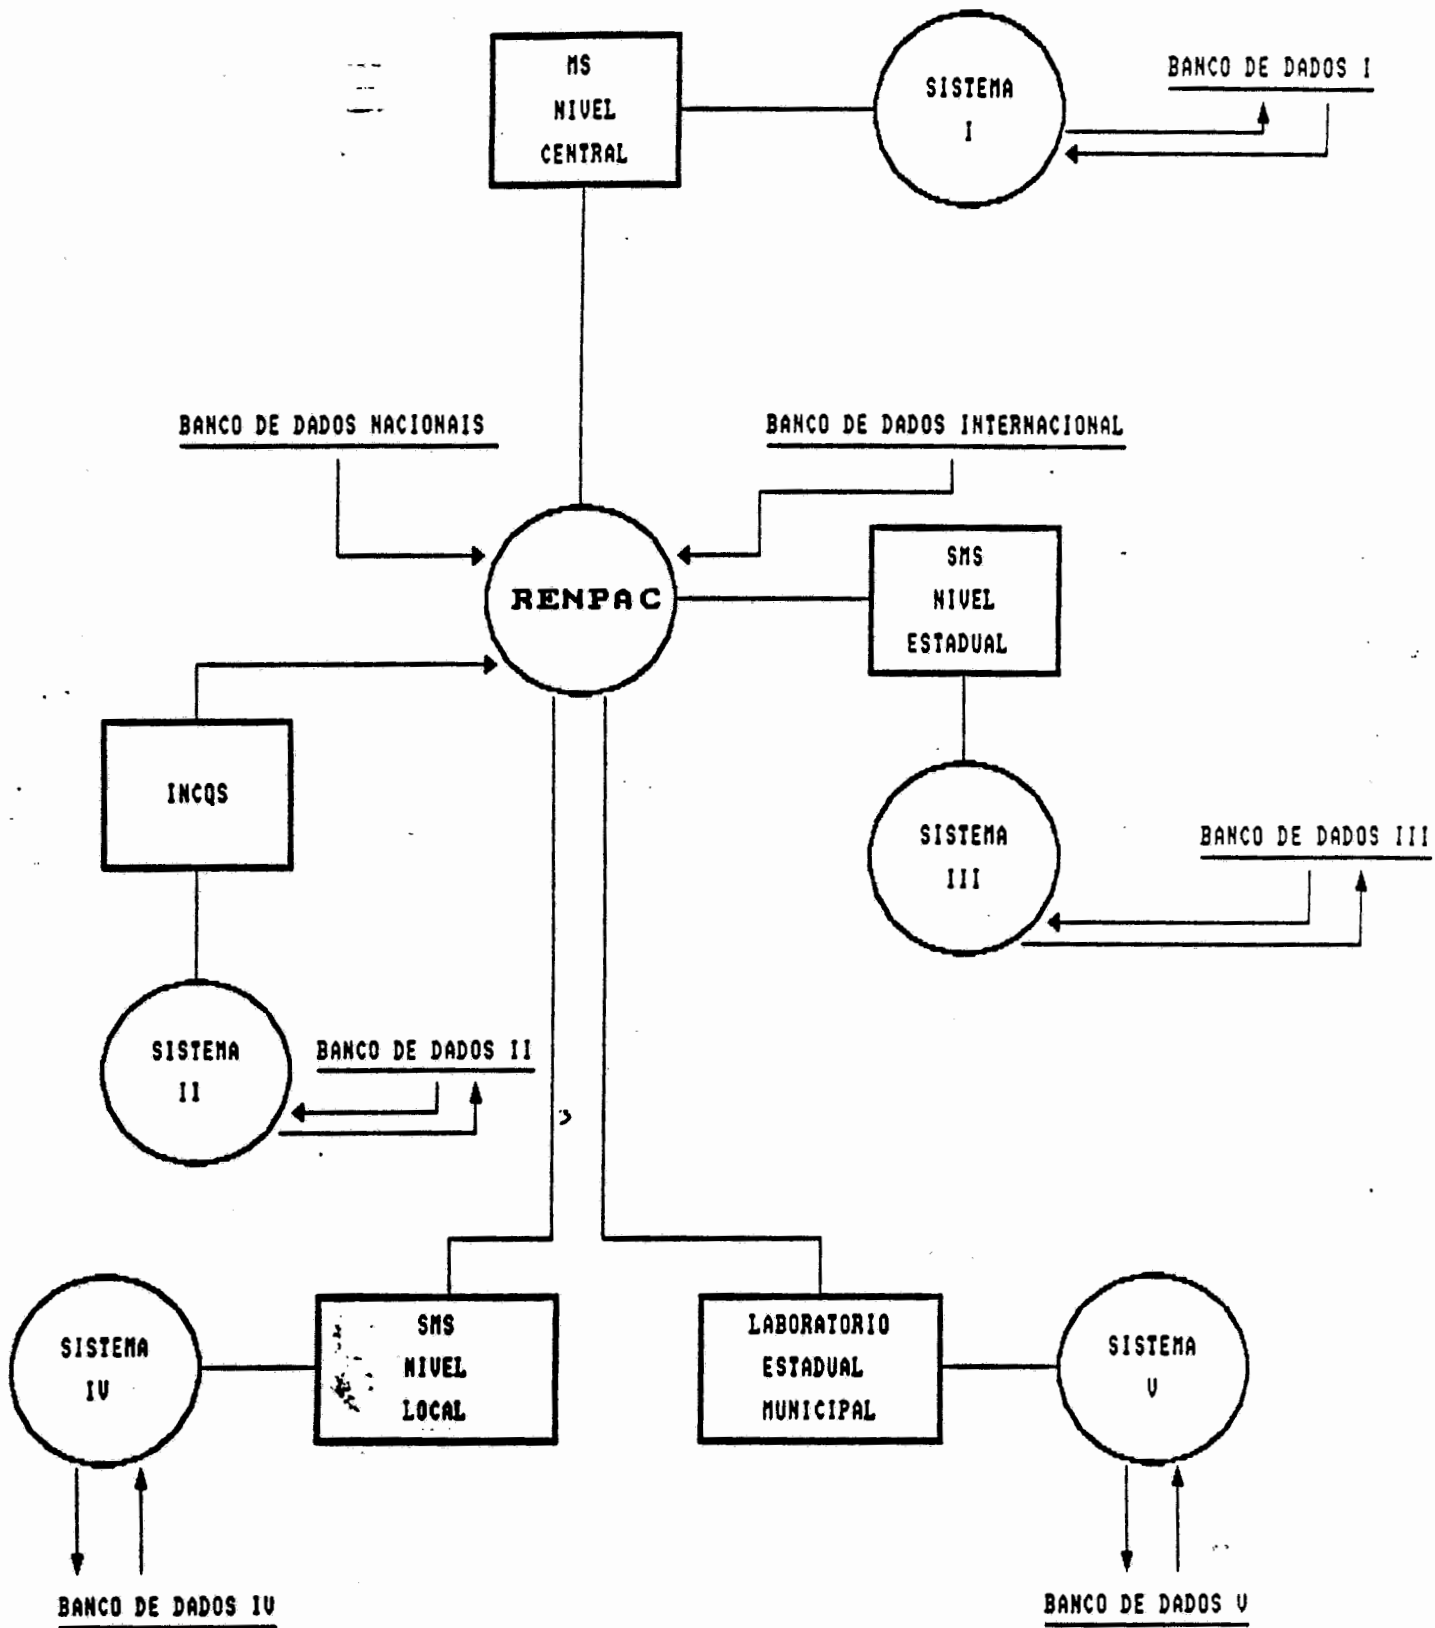 MS
NIVEL
CENTRAL
SISTEMA
I
BANCO DE DADOS I
BANCO DE DADOS NACIONAIS
BANCO DE DADOS INTERNACIONAL
RENPAC
SMS
NIVEL
ESTADUAL
INCQS
SISTEMA
III
BANCO DE DADOS III
SISTEMA
II
BANCO DE DADOS II
SISTEMA
IV
SMS
NIVEL
LOCAL
LABORATORIO
ESTADUAL
MUNICIPAL
SISTEMA
V
BANCO DE DADOS IV
BANCO DE DADOS V